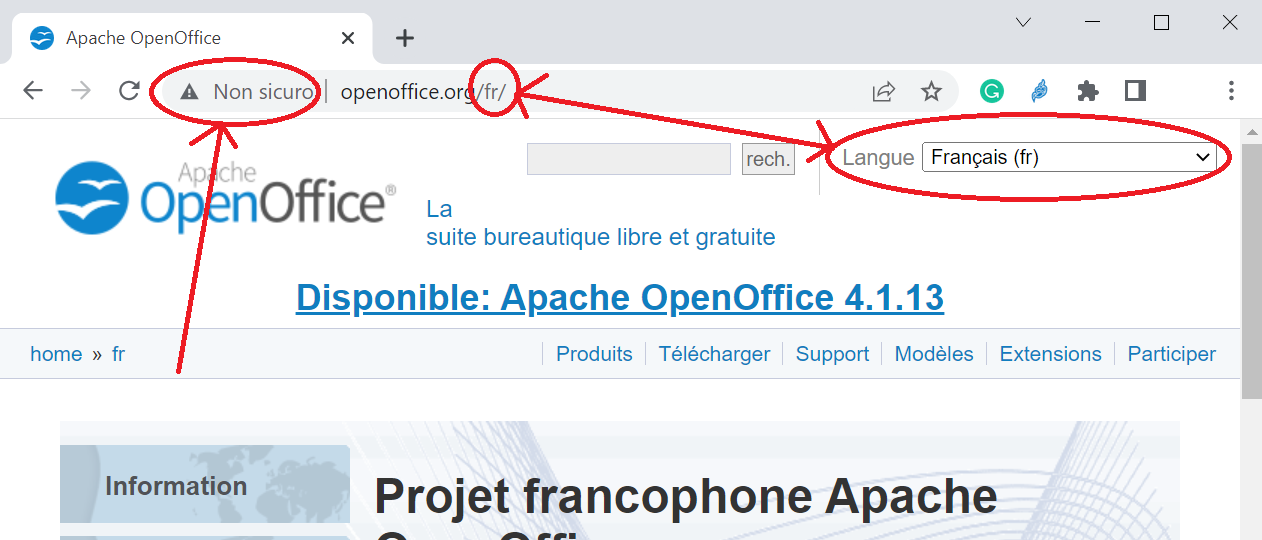 Apache OpenOffice
Non sicuro openoffice.org/fr/
rech. Langue Français (fr)
Apache
OpenOffice®
La
suite bureautique libre et gratuite
Disponible: Apache OpenOffice 4.1.13
home » fr Produits Télécharger Support Modèles Extensions Participer
Information
Projet francophone Apache
OpenOffice